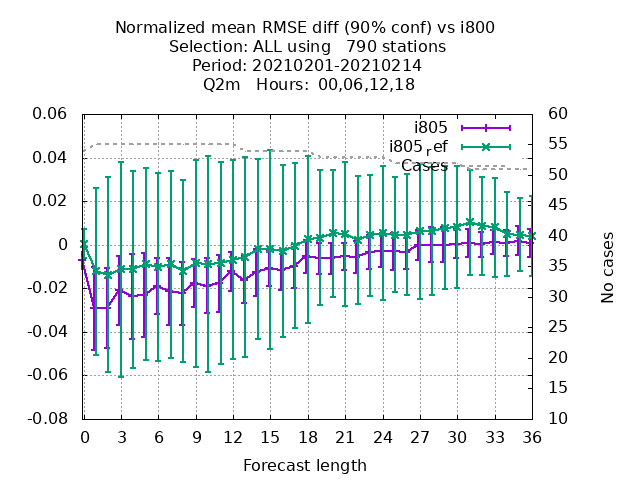 Normalized mean RMSE diff (90% conf) vs i800
Selection: ALL using   790 stations
Period: 20210201-20210214
Q2m   Hours:  00,06,12,18
i805
i805ref
Cases
0.06
0.04
0.02
0
-0.02
-0.04
-0.06
-0.08
60
55
50
45
40
35
30
25
20
15
10
No cases
0 3 6 9 12 15 18 21 24 27 30 33 36
Forecast length